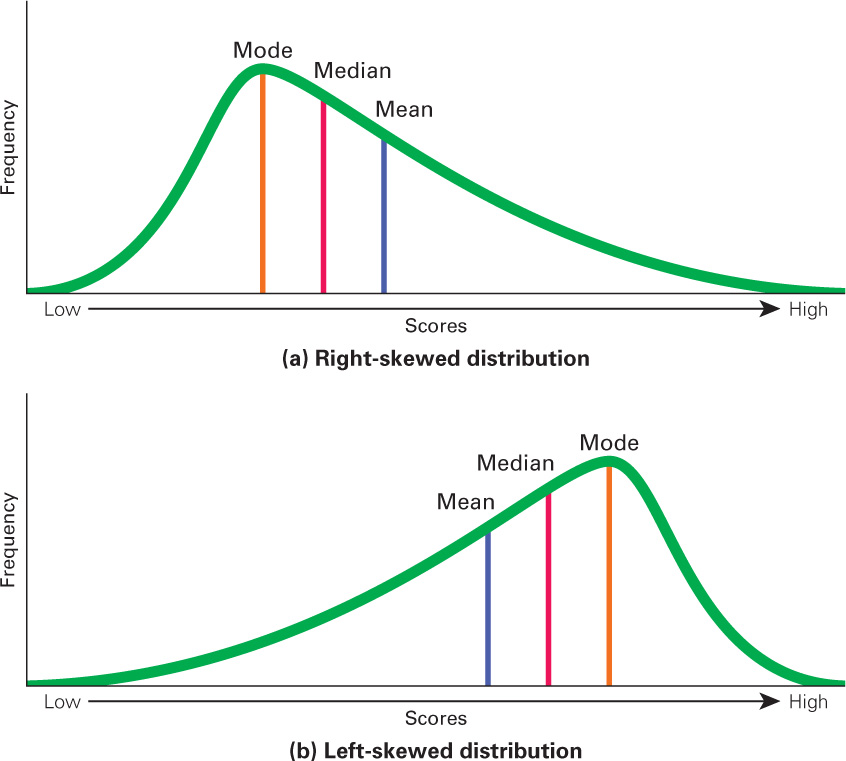 Mode
Median
Mean
Frequency
Low
High
Scores
(a) Right-skewed distribution
Mode
Median
Mean
Frequency
Low
High
Scores
(b) Left-skewed distribution